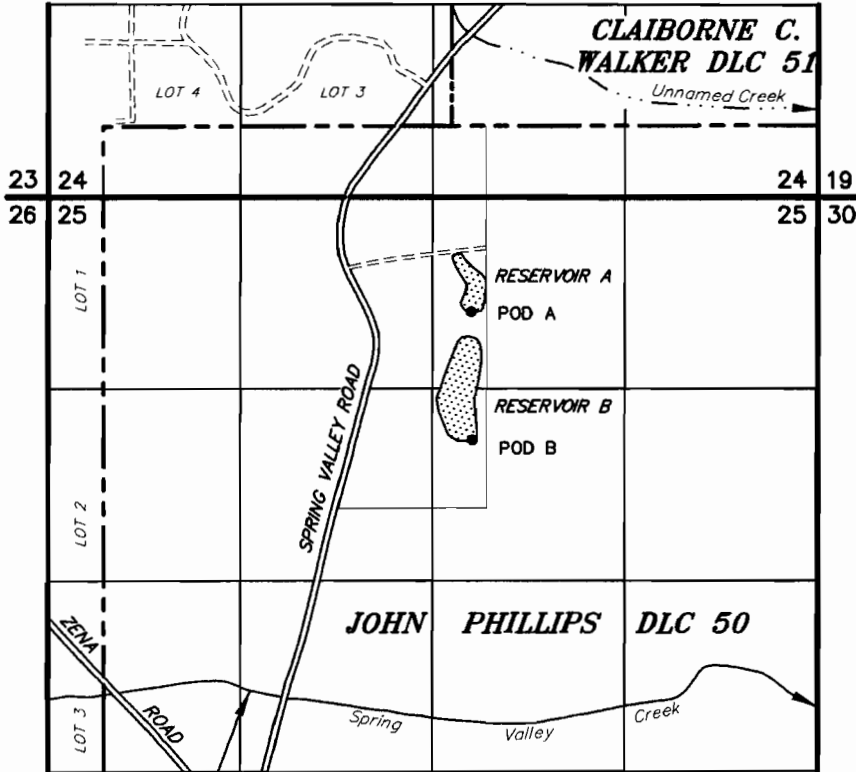 CLAIBORNE C.
WALKER DLC 51
Unnamed Creek
LOT 4
LOT 3
23 24
24 19
26 25
25 30
LOT 1
RESERVOIR A
POD A
RESERVOIR B
POD B
SPRING VALLEY ROAD
LOT 2
JOHN PHILLIPS DLC 50
ZENA ROAD
Spring Valley Creek
LOT 3